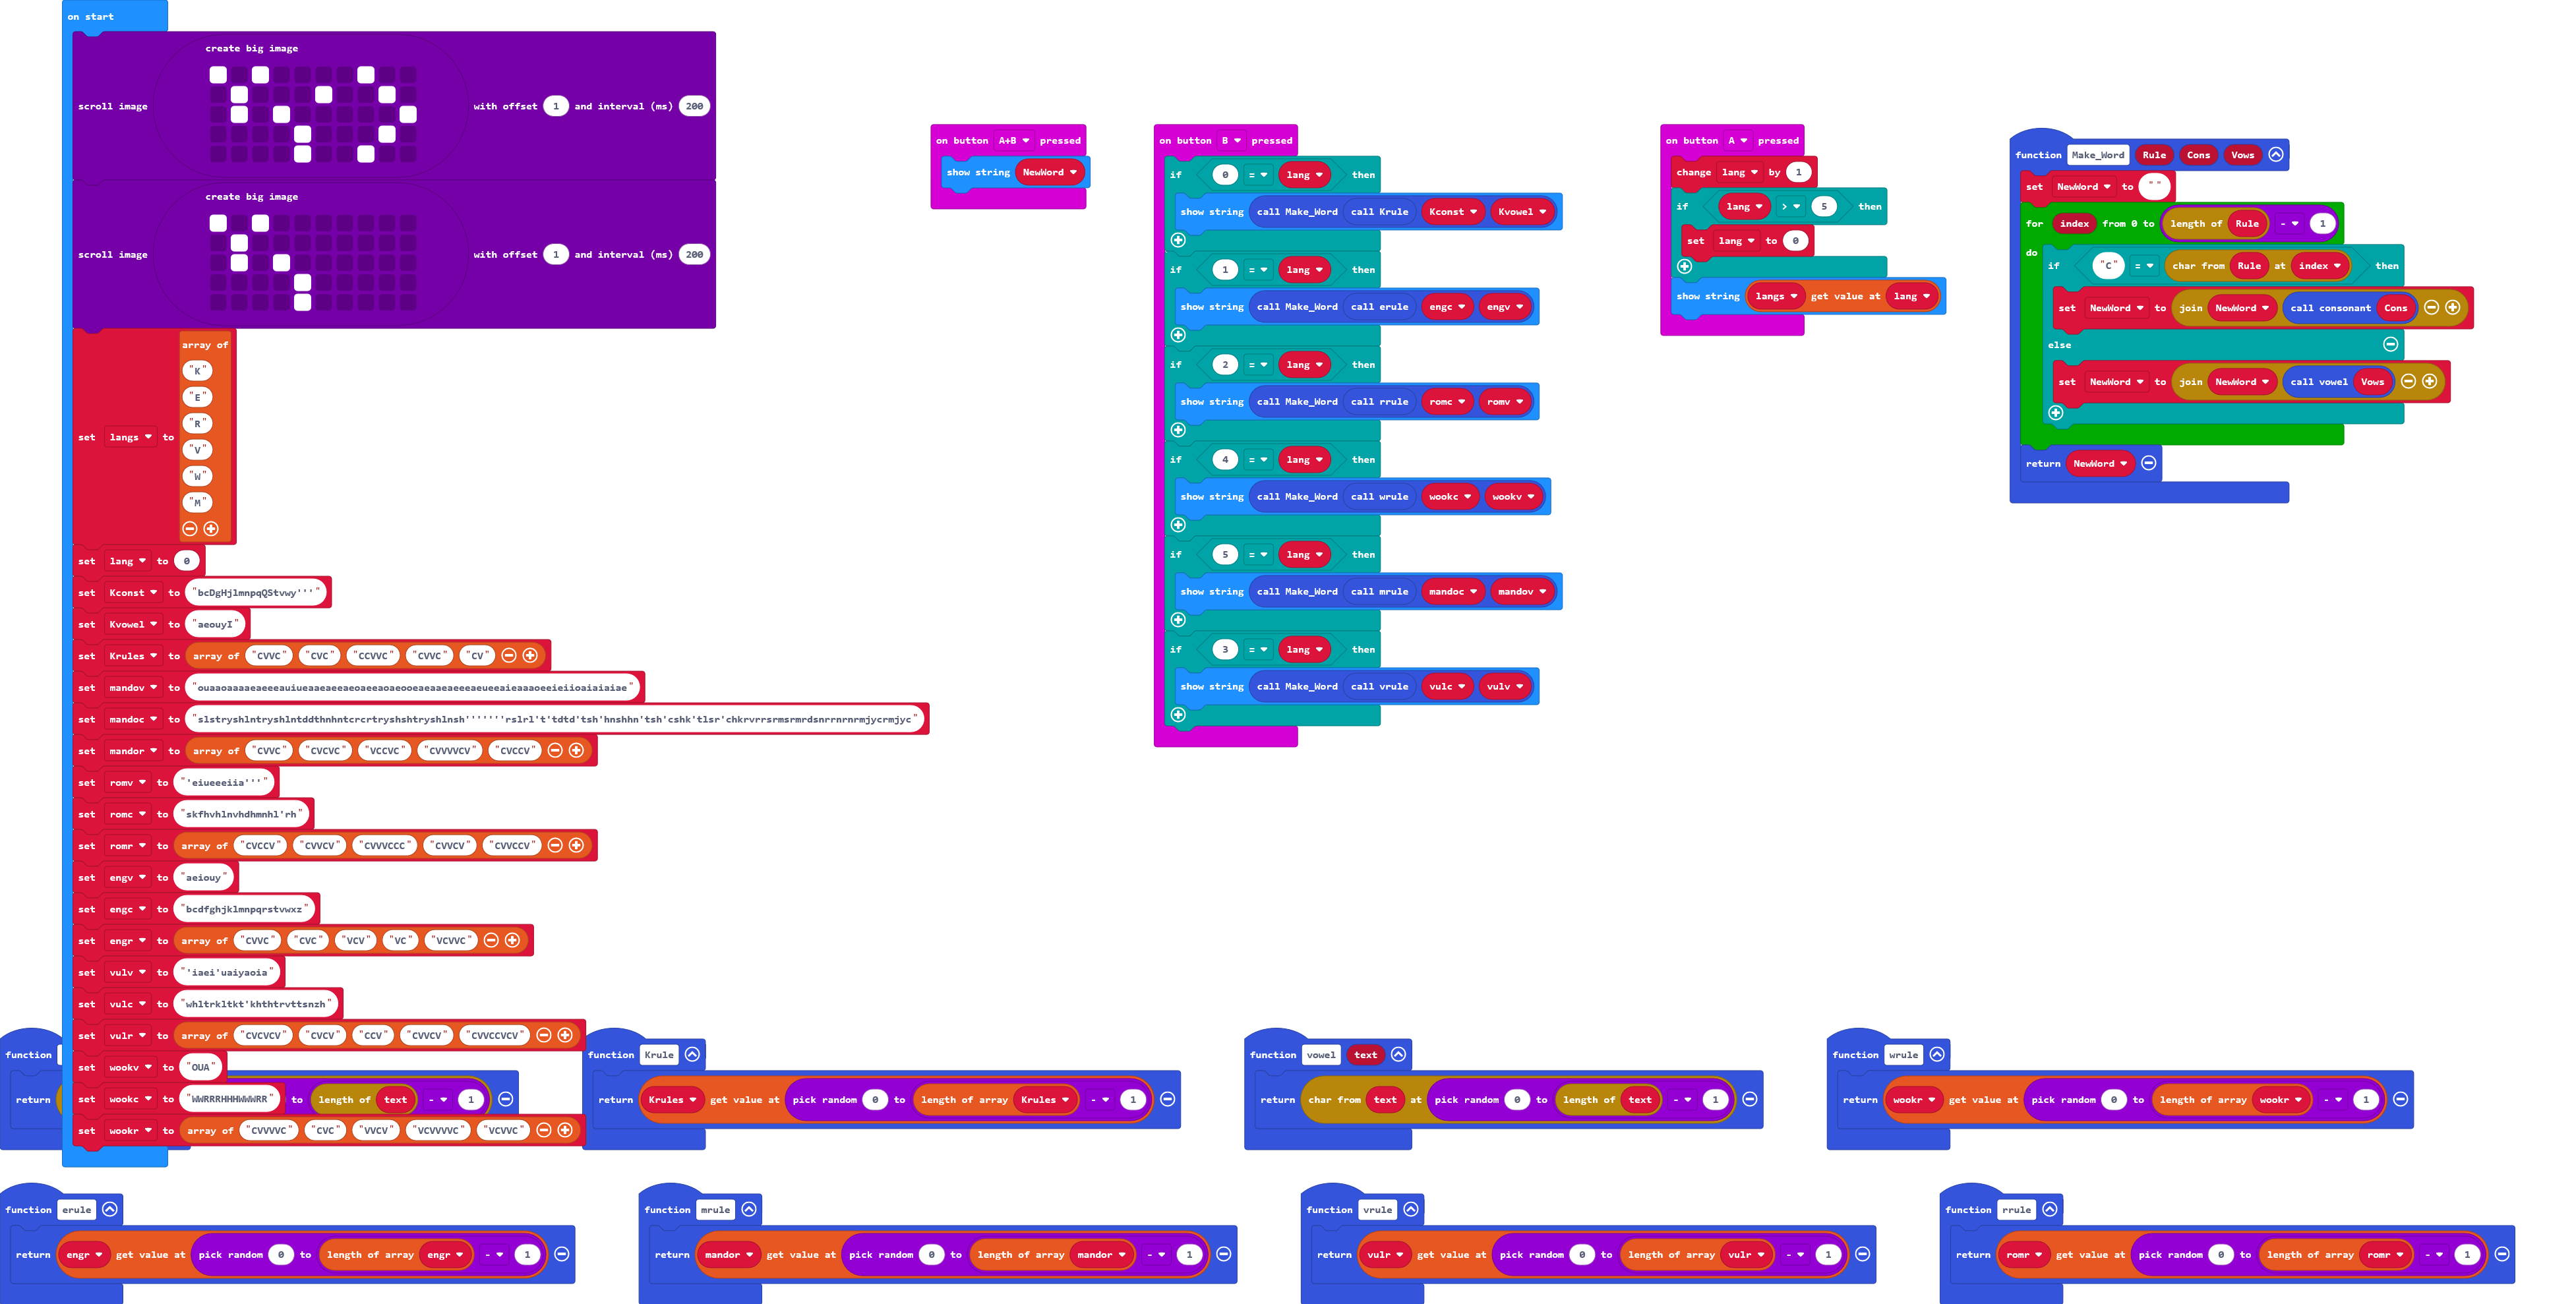 on start
create big image
scroll image with offset 1 and interval (ms) 200
create big image
scroll image with offset 1 and interval (ms) 200
set langs to array of "K" "E" "R" "V" "W" "M"
set lang to 0
set Kconst to "bcDgHjlmnpqQStvwy'''"
set Kvowel to "aeouyI"
set Krules to array of "CVVC" "CVC" "CCVVC" "CVVC" "CV"
set mandov to "ouaaoaaaaeaeeeauiueaaeaeeaeoaeeaoaeooeaeaaeaeeeaeueeaieaaaoeeieiioaiaiaiae"
set mandoc to "slstryshlntryshlntddthnhntcrcrtryshshtryshlnsh'''''''rslrl't'tdtd'tsh'hnshhn'tsh'cshk'tlsr'chkrvrrsrmsrmrdsnrrnrnrmjycrmjyc"
set mandor to array of "CVVC" "CVCVC" "VCCVC" "CVVVVCV" "CVCCV"
set romv to "'eiueeeiia'''"
set romc to "skfhvhlnvhdhmnhl'rh"
set romr to array of "CVCCV" "CVVCV" "CVVVCCC" "CVVCV" "CVVCCV"
set engv to "aeiouy"
set engc to "bcdfghjklmnpqrstvwxz"
set engr to array of "CVVC" "CVC" "VCV" "VC" "VCVVC"
set vulv to "'iaei'uaiyaoia"
set vulc to "whltrkltkt'khthtrvttsnzh"
set vulr to array of "CVCVCV" "CVCV" "CCV" "CVVCV" "CVVCCVCV"
set wookv to "OUA"
set wookc to "WWRRRHHHWWWRR"
set wookr to array of "CVVVVC" "CVC" "VVCV" "VCVVVVC" "VCVVC"
on button A+B pressed
show string NewWord
on button B pressed
if 0 = lang then
show string call Make_Word call Krule Kconst Kvowel
if 1 = lang then
show string call Make_Word call erule engc engv
if 2 = lang then
show string call Make_Word call rrule romc romv
if 4 = lang then
show string call Make_Word call wrule wookc wookv
if 5 = lang then
show string call Make_Word call mrule mandoc mandov
if 3 = lang then
show string call Make_Word call vrule vulc vulv
on button A pressed
change lang by 1
if lang > 5 then
set lang to 0
show string langs get value at lang
function Make_Word Rule Cons Vows
set NewWord to ""
for index from 0 to length of Rule - 1
do if "C" = char from Rule at index then
set NewWord to join NewWord call consonant Cons
else
set NewWord to join NewWord call vowel Vows
return NewWord
function
return to length of text - 1
function Krule
return Krules get value at pick random 0 to length of array Krules - 1
function vowel text
return char from text at pick random 0 to length of text - 1
function wrule
return wookr get value at pick random 0 to length of array wookr - 1
function erule
return engr get value at pick random 0 to length of array engr - 1
function mrule
return mandor get value at pick random 0 to length of array mandor - 1
function vrule
return vulr get value at pick random 0 to length of array vulr - 1
function rrule
return romr get value at pick random 0 to length of array romr - 1